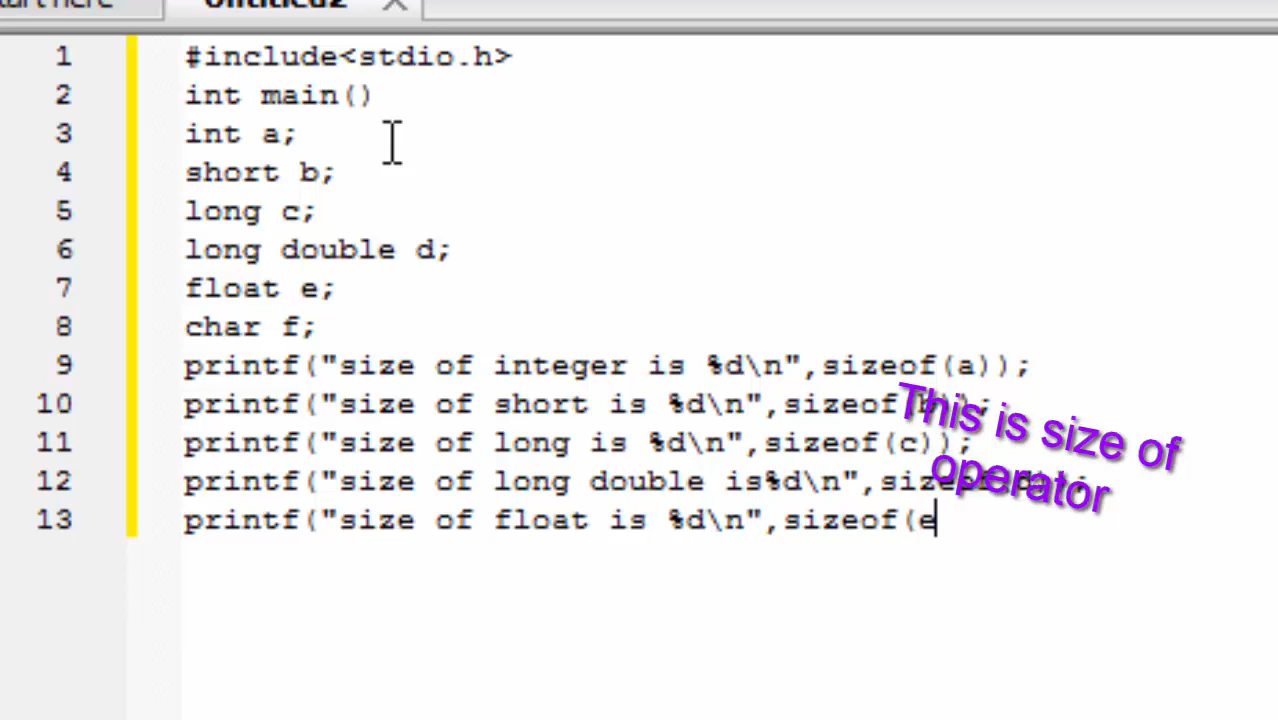 Untitled2
1 #include<stdio.h>
2 int main()
3 int a;
4 short b;
5 long c;
6 long double d;
7 float e;
8 char f;
9 printf("size of integer is %d\n",sizeof(a));
10 printf("size of short is %d\n",sizeof(b));
11 printf("size of long is %d\n",sizeof(c));
12 printf("size of long double is%d\n",sizeof(d));
13 printf("size of float is %d\n",sizeof(e
This is size of
operator